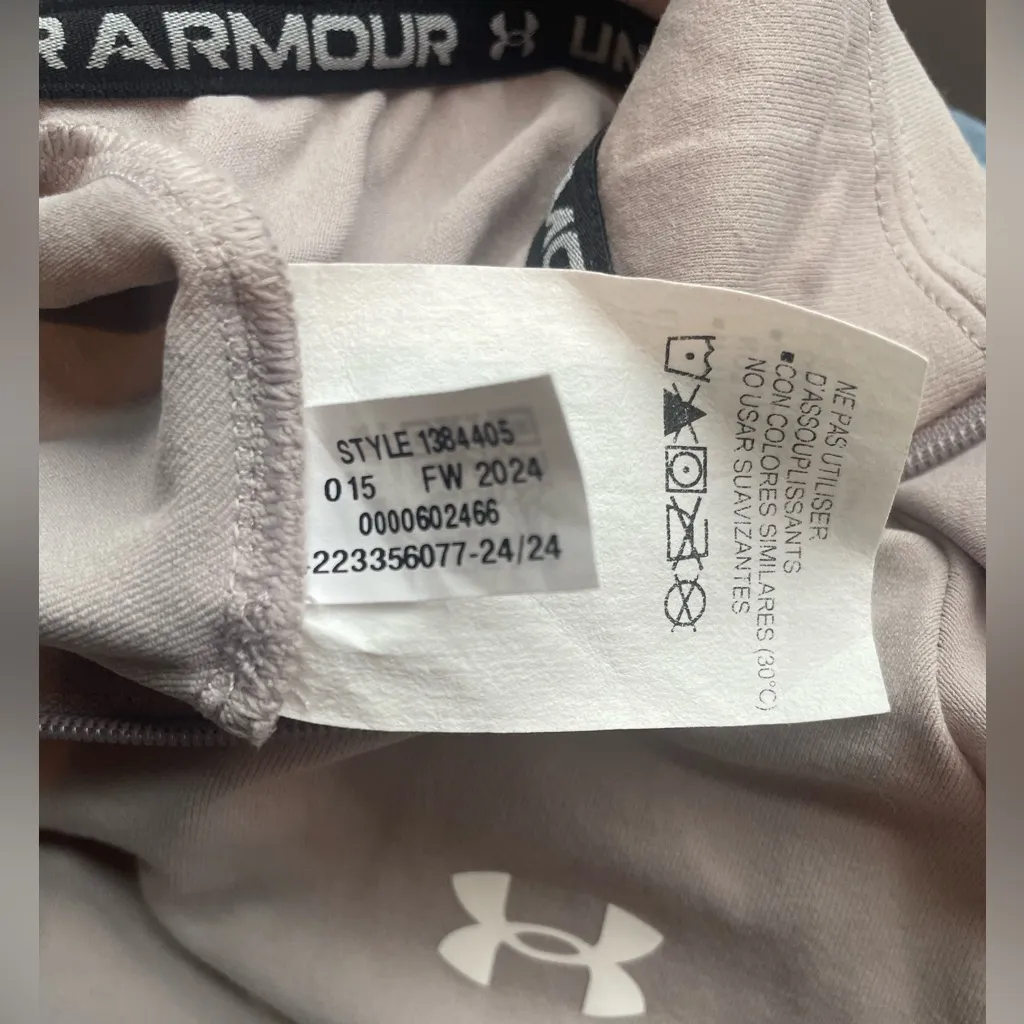 R ARMOUR UN
STYLE 1384405
015 FW 2024
0000602466
223356077-24/24
NE PAS UTILISER
D'ASSOUPLISSANTS
▪CON COLORES SIMILARES (30°C)
NO USAR SUAVIZANTES